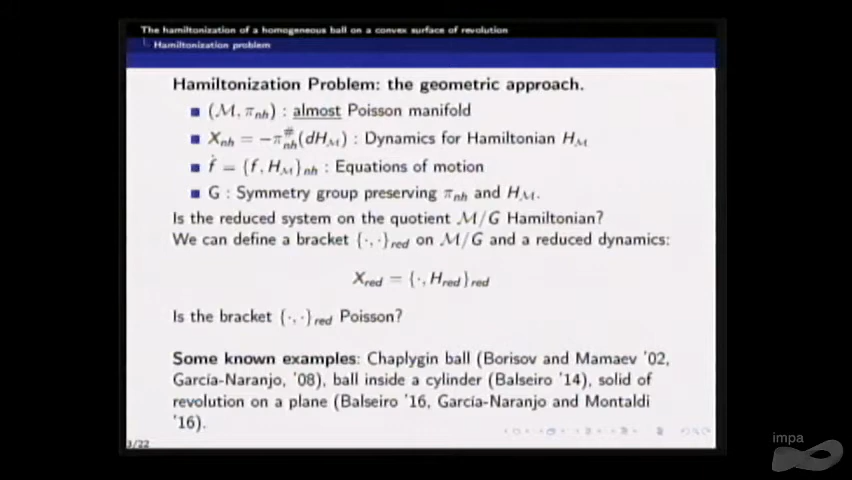 The hamiltonization of a homogeneous ball on a convex surface of revolution
Hamiltonization problem
Hamiltonization Problem: the geometric approach.
(M, π_nh) : almost Poisson manifold
X_nh = −π_nh^#(dH_M) : Dynamics for Hamiltonian H_M
ḟ = {f, H_M}_nh : Equations of motion
G : Symmetry group preserving π_nh and H_M.
Is the reduced system on the quotient M/G Hamiltonian?
We can define a bracket {·, ·}_red on M/G and a reduced dynamics:
X_red = {·, H_red}_red
Is the bracket {·, ·}_red Poisson?
Some known examples: Chaplygin ball (Borisov and Mamaev '02,
García-Naranjo, '08), ball inside a cylinder (Balseiro '14), solid of
revolution on a plane (Balseiro '16, García-Naranjo and Montaldi
'16).
3/22
impa